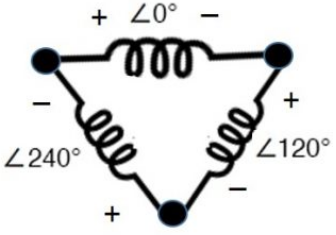 + ∠0° −
− +
∠240° ∠120°
+ −